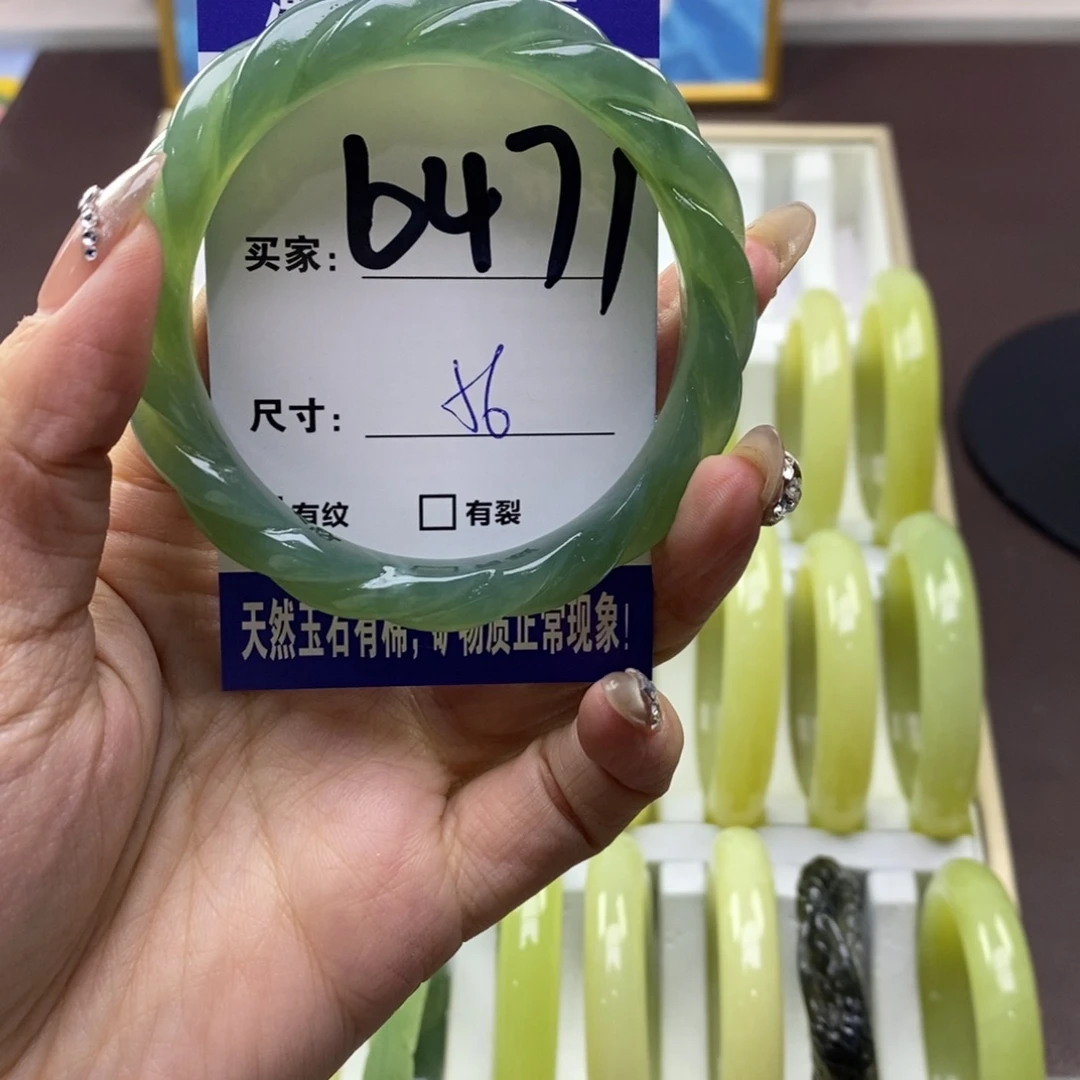 买家: 6471
尺寸: 56
有纹 □有裂
天然玉石有棉,矿物质正常现象!